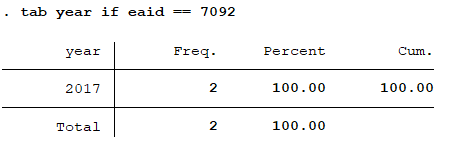 . tab year if eaid == 7092
year Freq. Percent Cum.
2017 2 100.00 100.00
Total 2 100.00